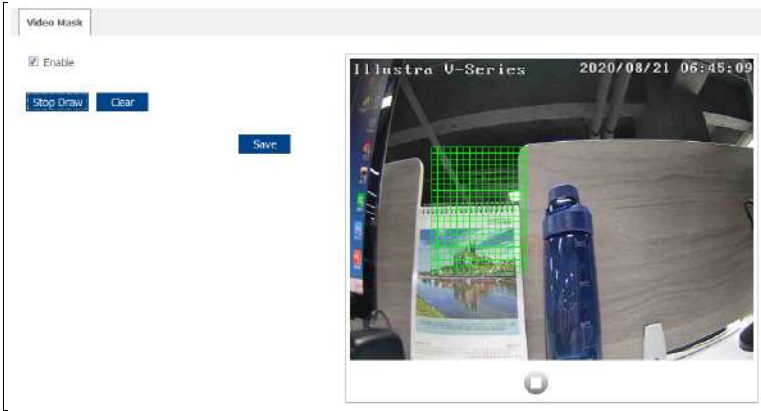 Video Mask
Enable
Stop Draw Clear
Save
Illustra V-Series 2020/08/21 06:45:09